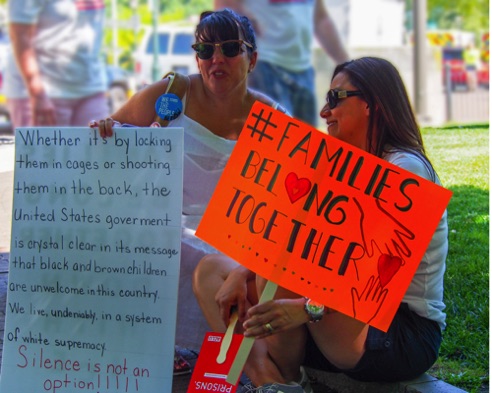 Whether it's by locking
them in cages or shooting
them in the back, the
United States goverment
is crystal clear in its message
that black and brown children
are unwelcome in this country.
We live, undeniably, in a system
of white supremacy.
Silence is not an
option!!!!!
#FAMILIES
BELONG
TOGETHER
PRISONS.